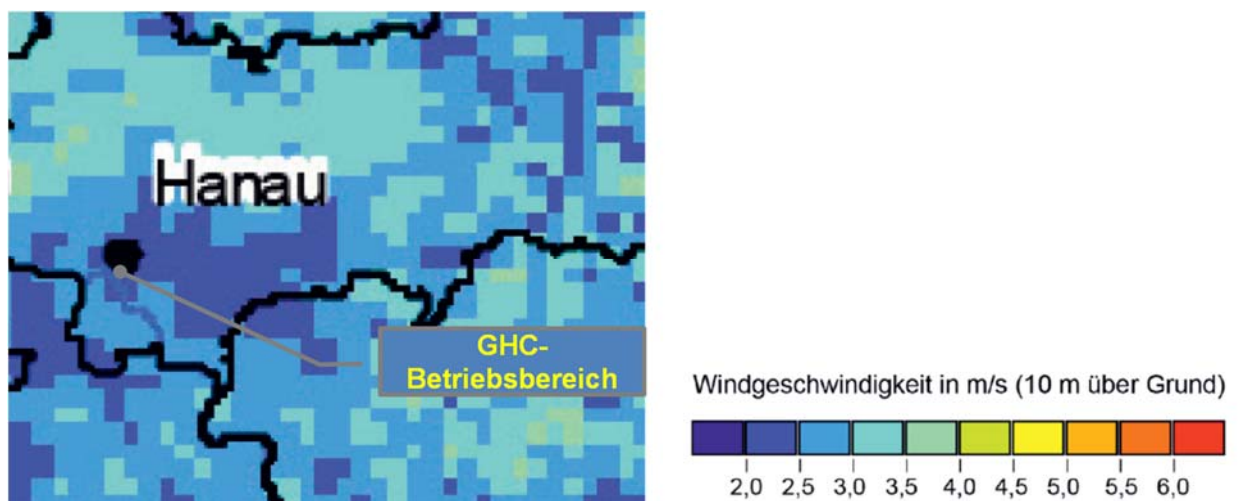 Hanau
GHC-
Betriebsbereich
Windgeschwindigkeit in m/s (10 m über Grund)
2,0 2,5 3,0 3,5 4,0 4,5 5,0 5,5 6,0